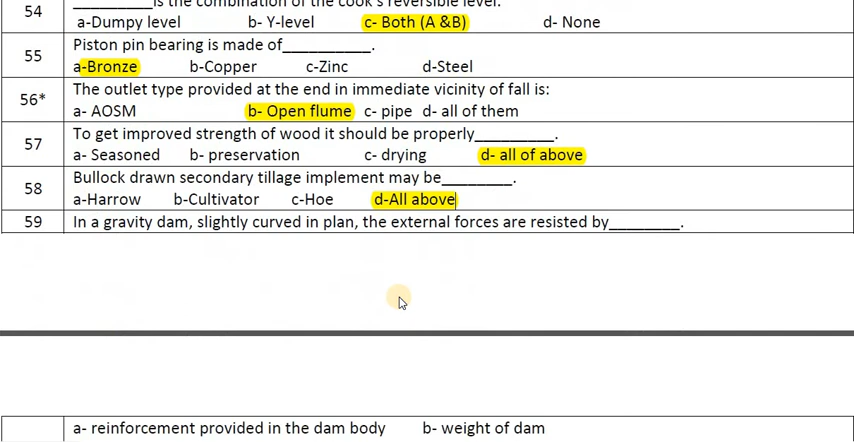 54
_________is the combination of the cook's reversible level.
a-Dumpy level b- Y-level c- Both (A &B) d- None
55
Piston pin bearing is made of__________.
a-Bronze b-Copper c-Zinc d-Steel
56*
The outlet type provided at the end in immediate vicinity of fall is:
a- AOSM b- Open flume c- pipe d- all of them
57
To get improved strength of wood it should be properly_________.
a- Seasoned b- preservation c- drying d- all of above
58
Bullock drawn secondary tillage implement may be________.
a-Harrow b-Cultivator c-Hoe d-All above
59
In a gravity dam, slightly curved in plan, the external forces are resisted by________.
a- reinforcement provided in the dam body b- weight of dam